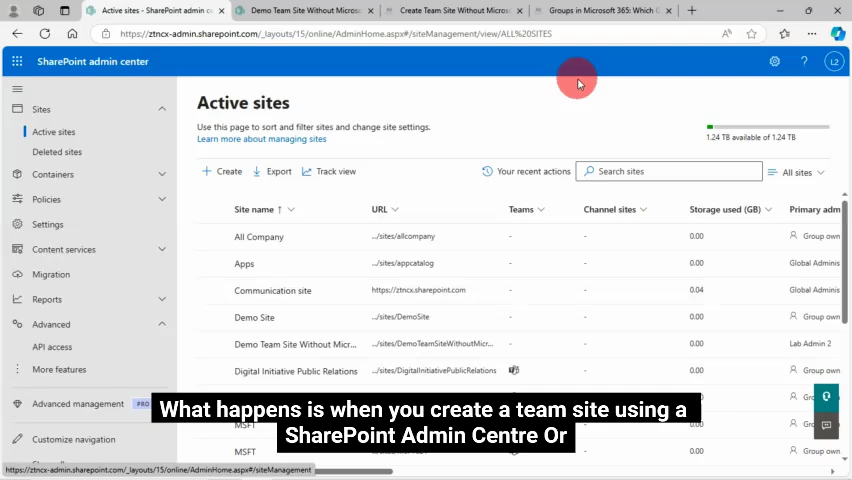 Active sites - SharePoint admin c
Demo Team Site Without Micros
Create Team Site Without Micros
Groups in Microsoft 365: Which G
https://ztncx-admin.sharepoint.com/_layouts/15/online/AdminHome.aspx#/siteManagement/view/ALL%20SITES
SharePoint admin center
L2
Sites
Active sites
Deleted sites
Containers
Policies
Settings
Content services
Migration
Reports
Advanced
API access
More features
Advanced management PRO
Customize navigation
Active sites
Use this page to sort and filter sites and change site settings.
Learn more about managing sites
1.24 TB available of 1.24 TB
Create Export Track view Your recent actions Search sites All sites
Site name URL Teams Channel sites Storage used (GB) Primary adm
All Company .../sites/allcompany - - 0.00 Group own
Apps .../sites/appcatalog - - 0.00 Global Adminis
Communication site https://ztncx.sharepoint.com - - 0.04 Global Adminis
Demo Site .../sites/DemoSite - - 0.00 Group own
Demo Team Site Without Micr... .../sites/DemoTeamSiteWithoutMicr... - - 0.00 Lab Admin 2
Digital Initiative Public Relations .../sites/DigitalInitiativePublicRelations - 0.00 Group own
MSFT
MSFT
What happens is when you create a team site using a
SharePoint Admin Centre Or
https://ztncx-admin.sharepoint.com/_layouts/15/online/AdminHome.aspx#/siteManagement